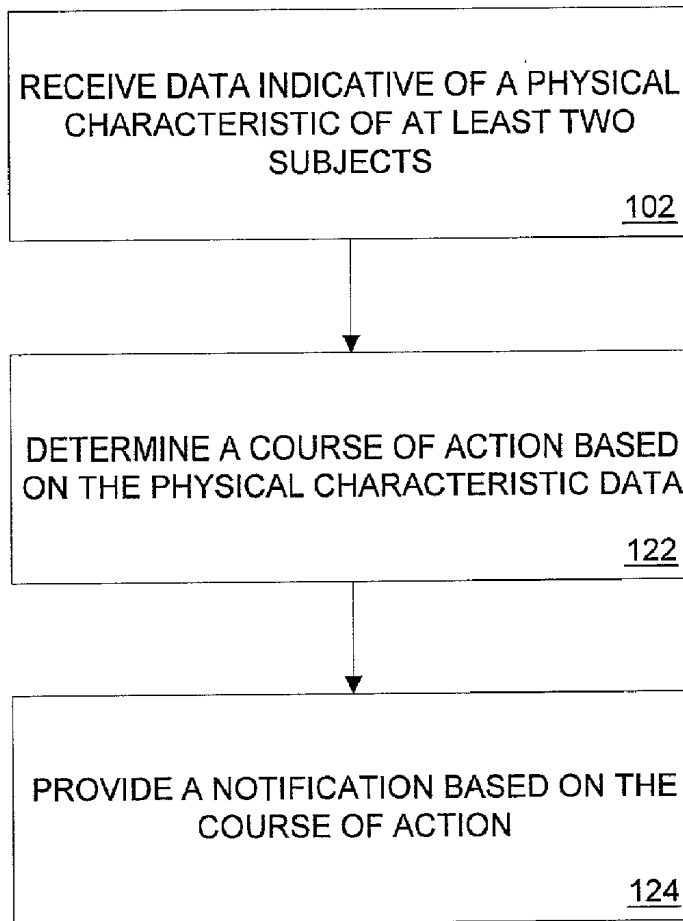 RECEIVE DATA INDICATIVE OF A PHYSICAL
CHARACTERISTIC OF AT LEAST TWO
SUBJECTS
102
DETERMINE A COURSE OF ACTION BASED
ON THE PHYSICAL CHARACTERISTIC DATA
122
PROVIDE A NOTIFICATION BASED ON THE
COURSE OF ACTION
124